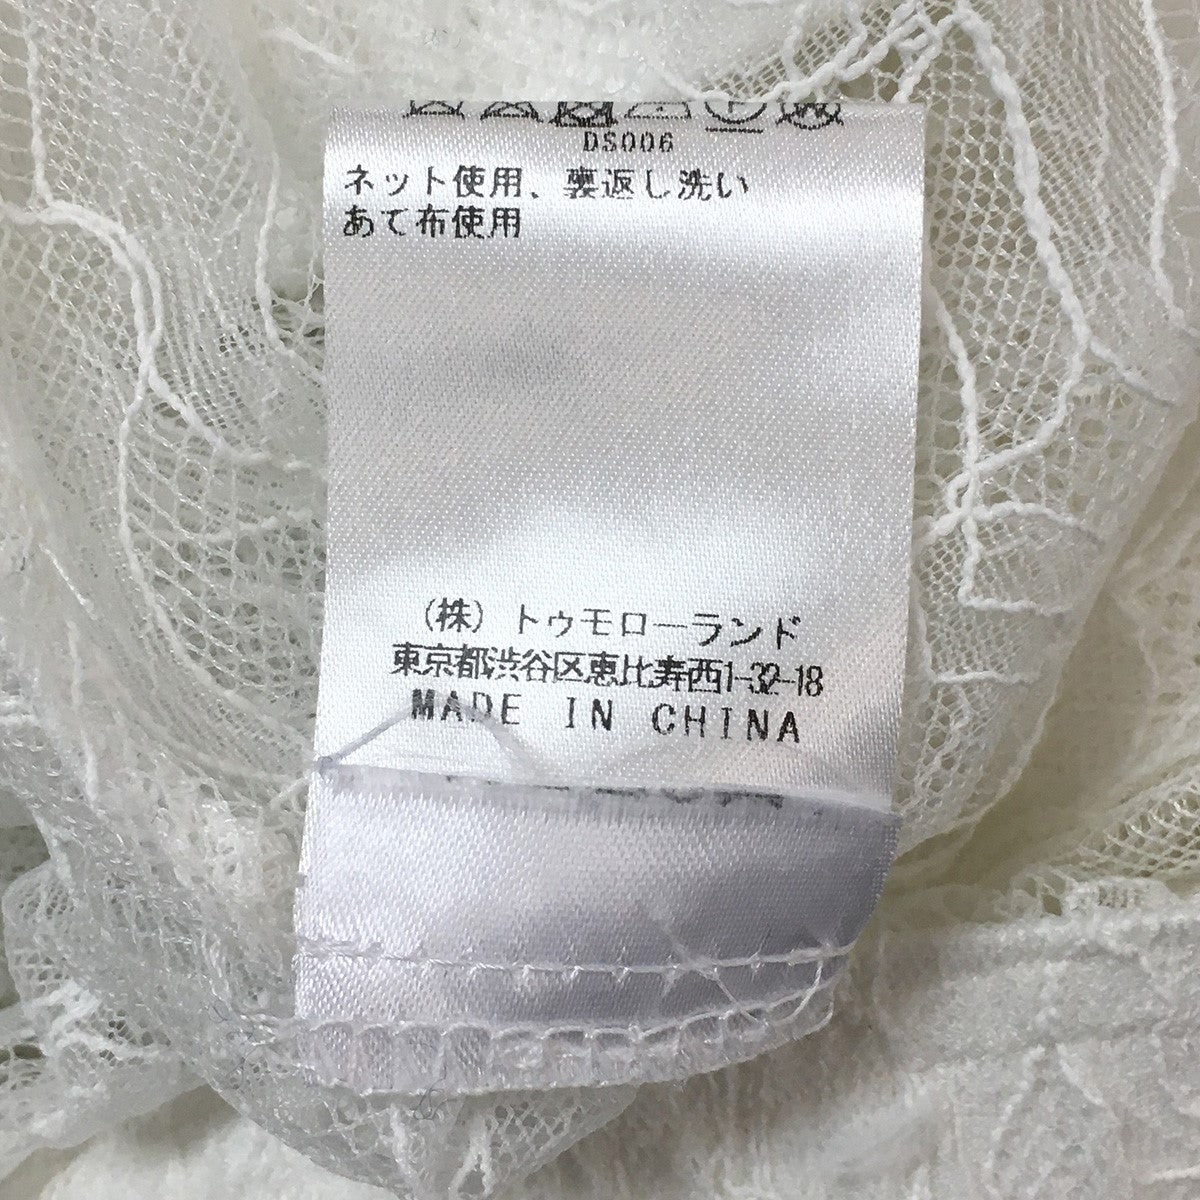 DS006
ネット使用、裏返し洗い
あて布使用
(株)トゥモローランド
東京都渋谷区恵比寿西1-32-18
MADE IN CHINA